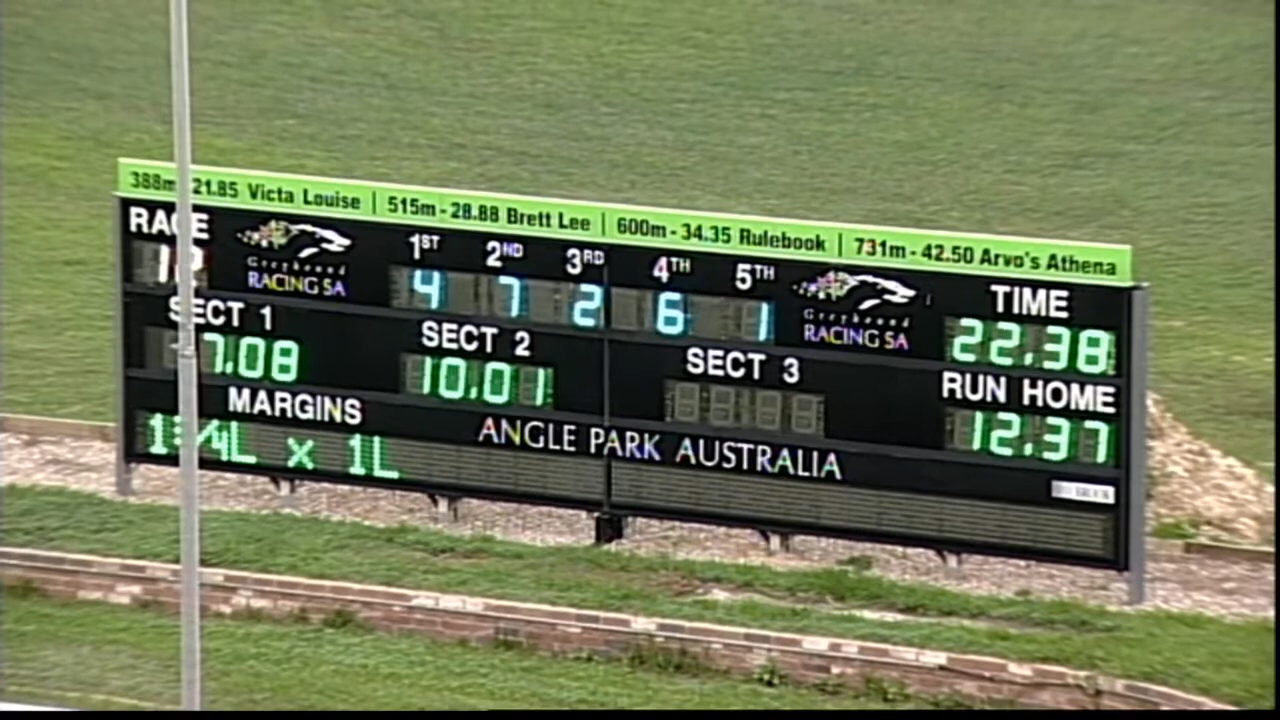 388m 21.85 Victa Louise | 515m - 28.88 Brett Lee | 600m - 34.35 Rulebook | 731m - 42.50 Arvo's Athena
RACE 1ST 2ND 3RD 4TH 5TH TIME
4 7 2 6 1 22.38
Greyhound RACING SA Greyhound RACING SA
SECT 1 SECT 2 SECT 3 RUN HOME
7.08 10.01 12.37
MARGINS ANGLE PARK AUSTRALIA
1 3/4L x 1L